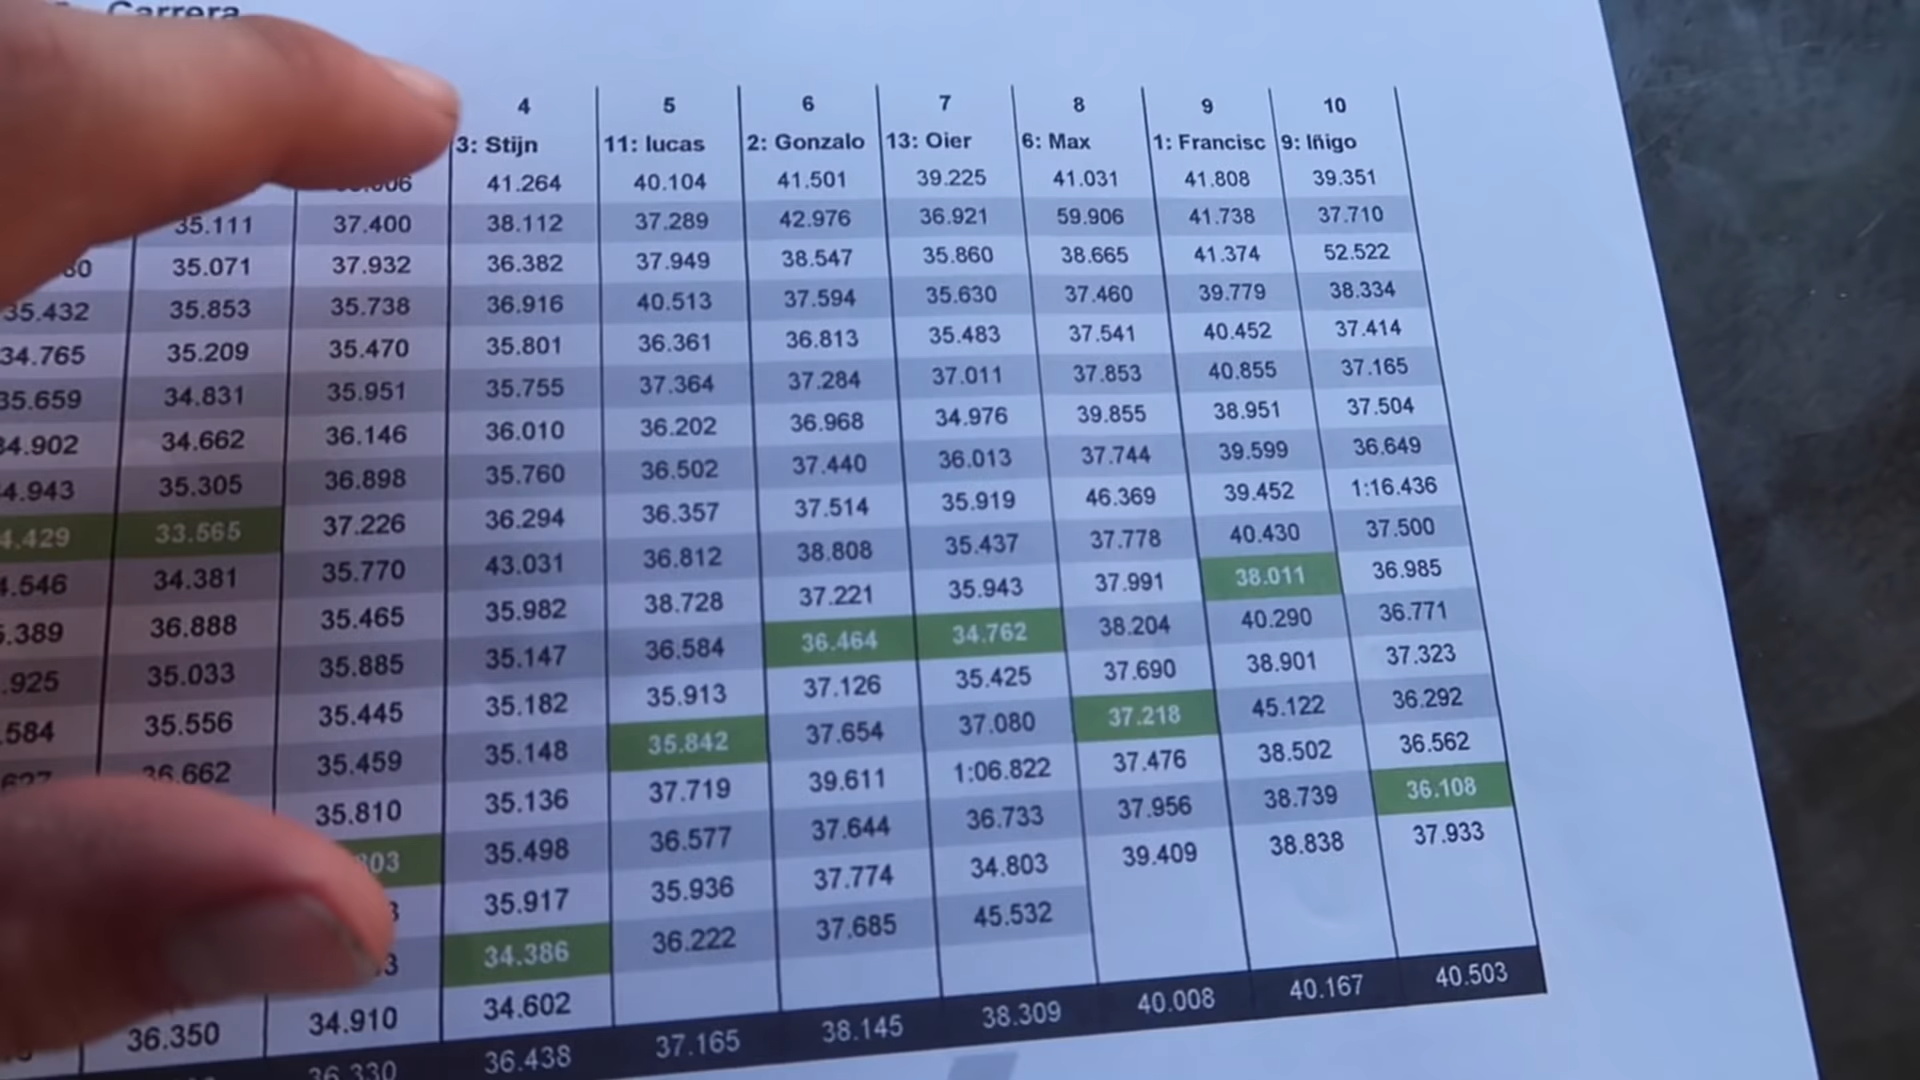 Carrera
4 5 6 7 8 9 10
3: Stijn 11: lucas 2: Gonzalo 13: Oier 6: Max 1: Francisc 9: Iñigo
41.264 40.104 41.501 39.225 41.031 41.808 39.351
35.111 37.400 38.112 37.289 42.976 36.921 59.906 41.738 37.710
35.071 37.932 36.382 37.949 38.547 35.860 38.665 41.374 52.522
35.432 35.853 35.738 36.916 40.513 37.594 35.630 37.460 39.779 38.334
34.765 35.209 35.470 35.801 36.361 36.813 35.483 37.541 40.452 37.414
35.659 34.831 35.951 35.755 37.364 37.284 37.011 37.853 40.855 37.165
34.902 34.662 36.146 36.010 36.202 36.968 34.976 39.855 38.951 37.504
4.943 35.305 36.898 35.760 36.502 37.440 36.013 37.744 39.599 36.649
4.429 33.565 37.226 36.294 36.357 37.514 35.919 46.369 39.452 1:16.436
4.546 34.381 35.770 43.031 36.812 38.808 35.437 37.778 40.430 37.500
5.389 36.888 35.465 35.982 38.728 37.221 35.943 37.991 38.011 36.985
.925 35.033 35.885 35.147 36.584 36.464 34.762 38.204 40.290 36.771
.584 35.556 35.445 35.182 35.913 37.126 35.425 37.690 38.901 37.323
36.662 35.459 35.148 35.842 37.654 37.080 37.218 45.122 36.292
35.810 35.136 37.719 39.611 1:06.822 37.476 38.502 36.562
35.498 36.577 37.644 36.733 37.956 38.739 36.108
35.917 35.936 37.774 34.803 39.409 38.838 37.933
34.386 36.222 37.685 45.532
36.350 34.910 34.602
36.330 36.438 37.165 38.145 38.309 40.008 40.167 40.503